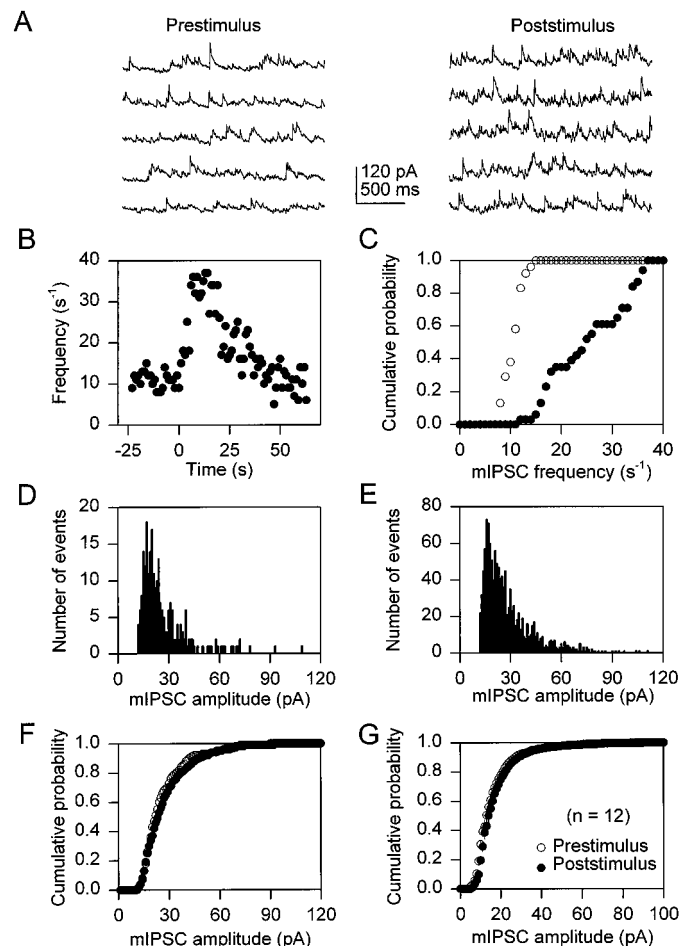 A
Prestimulus
Poststimulus
120 pA
500 ms
B
Frequency (s⁻¹)
40
30
20
10
0
-25 0 25 50
Time (s)
C
Cumulative probability
1.0
0.8
0.6
0.4
0.2
0.0
0 10 20 30 40
mIPSC frequency (s⁻¹)
D
Number of events
20
15
10
5
0
0 30 60 90 120
mIPSC amplitude (pA)
E
Number of events
80
60
40
20
0
0 30 60 90 120
mIPSC amplitude (pA)
F
Cumulative probability
1.0
0.8
0.6
0.4
0.2
0.0
0 30 60 90 120
mIPSC amplitude (pA)
G
Cumulative probability
1.0
0.8
0.6
0.4
0.2
0.0
(n = 12)
Prestimulus
Poststimulus
0 20 40 60 80 100
mIPSC amplitude (pA)